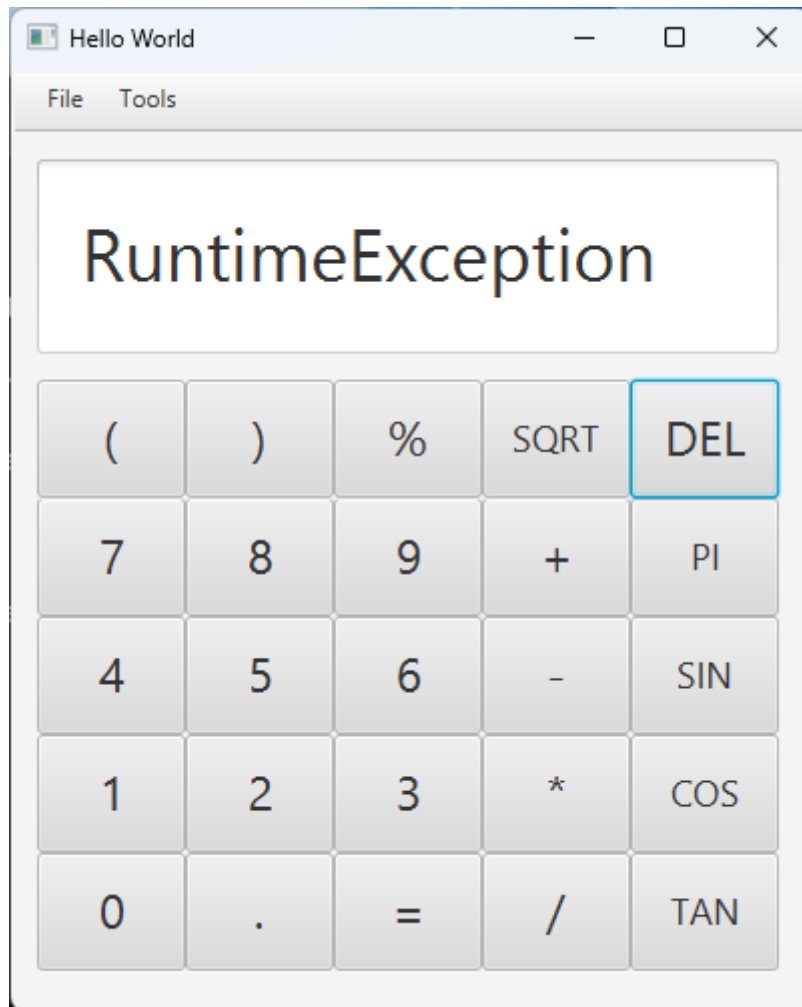 Hello World
File Tools
RuntimeException
( ) % SQRT DEL
7 8 9 + PI
4 5 6 - SIN
1 2 3 * COS
0 . = / TAN